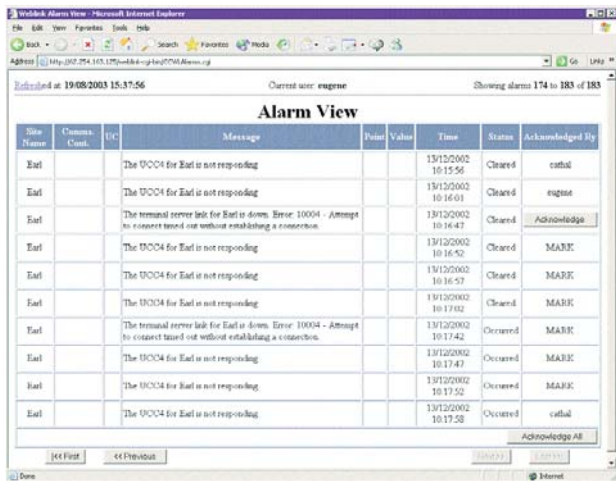 Weblink Alarm View - Microsoft Internet Explorer
File Edit View Favorites Tools Help
Back Search Favorites Media
Address Go Links »
Refreshed at 19/08/2003 15:37:56 Current user: eugene Showing alarms 174 to 183 of 183
Alarm View
Site Name Comms. Cont. UC Message Point Value Time Status Acknowledged By
Earl The UCC4 for Earl is not responding 13/12/2002 10:15:56 Cleared cathal
Earl The UCC4 for Earl is not responding 13/12/2002 10:16:01 Cleared eugene
Earl The terminal server link for Earl is down. Error: 10004 - Attempt to connect timed out without establishing a connection. 13/12/2002 10:16:47 Cleared Acknowledge
Earl The UCC4 for Earl is not responding 13/12/2002 10:16:52 Cleared MARK
Earl The UCC4 for Earl is not responding 13/12/2002 10:16:57 Cleared MARK
Earl The UCC4 for Earl is not responding 13/12/2002 10:17:02 Cleared MARK
Earl The terminal server link for Earl is down. Error: 10004 - Attempt to connect timed out without establishing a connection. 13/12/2002 10:17:42 Occurred MARK
Earl The UCC4 for Earl is not responding 13/12/2002 10:17:47 Occurred MARK
Earl The UCC4 for Earl is not responding 13/12/2002 10:17:52 Occurred MARK
Earl The UCC4 for Earl is not responding 13/12/2002 10:17:58 Occurred cathal
Acknowledge All
|<< First << Previous
Done Internet